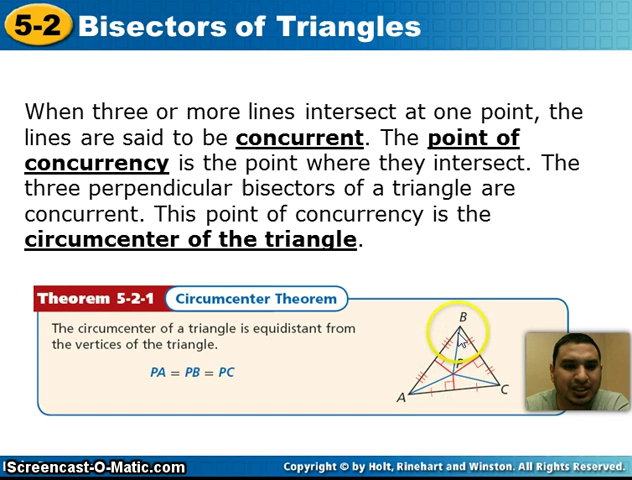 5-2 Bisectors of Triangles
When three or more lines intersect at one point, the
lines are said to be concurrent. The point of
concurrency is the point where they intersect. The
three perpendicular bisectors of a triangle are
concurrent. This point of concurrency is the
circumcenter of the triangle.
Theorem 5-2-1 Circumcenter Theorem
The circumcenter of a triangle is equidistant from
the vertices of the triangle.
PA = PB = PC
B
P
A
C
Screencast-O-Matic.com
Copyright © by Holt, Rinehart and Winston. All Rights Reserved.